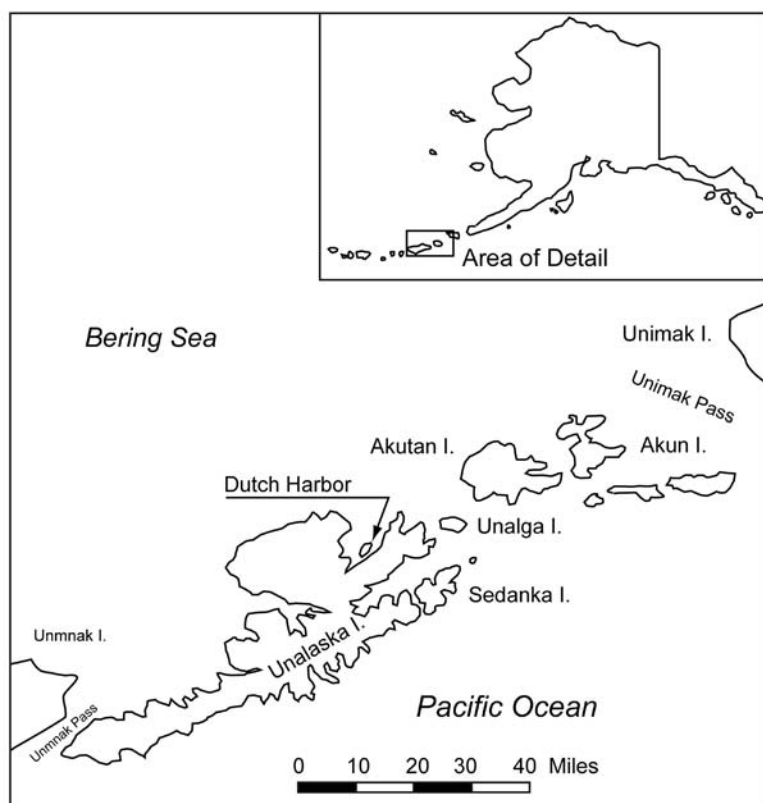 Area of Detail
Bering Sea
Unimak I.
Unimak Pass
Akutan I.
Akun I.
Dutch Harbor
Unalga I.
Sedanka I.
Unmnak I.
Unalaska I.
Unmnak Pass
Pacific Ocean
0 10 20 30 40 Miles